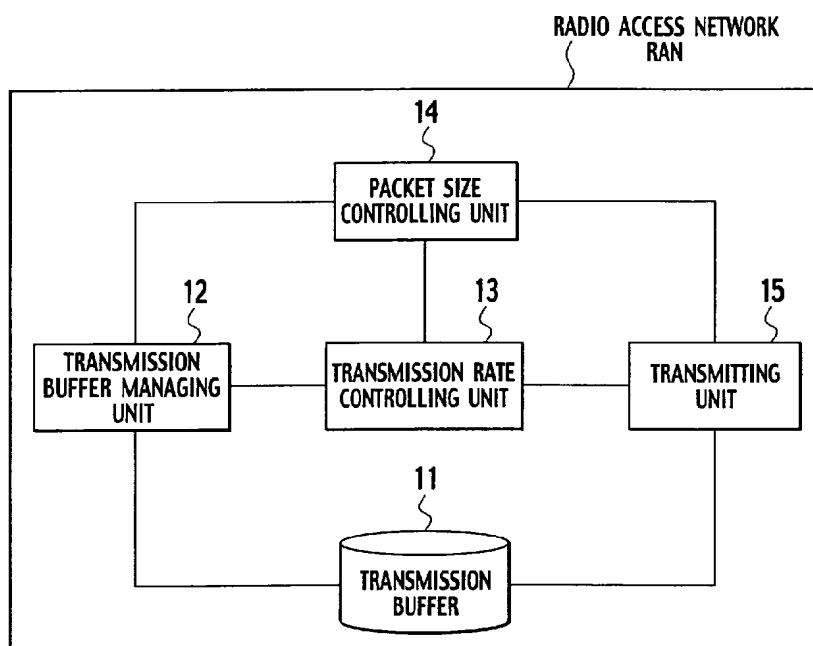 RADIO ACCESS NETWORK
RAN
14
PACKET SIZE
CONTROLLING UNIT
12
TRANSMISSION
BUFFER MANAGING
UNIT
13
TRANSMISSION RATE
CONTROLLING UNIT
15
TRANSMITTING
UNIT
11
TRANSMISSION
BUFFER